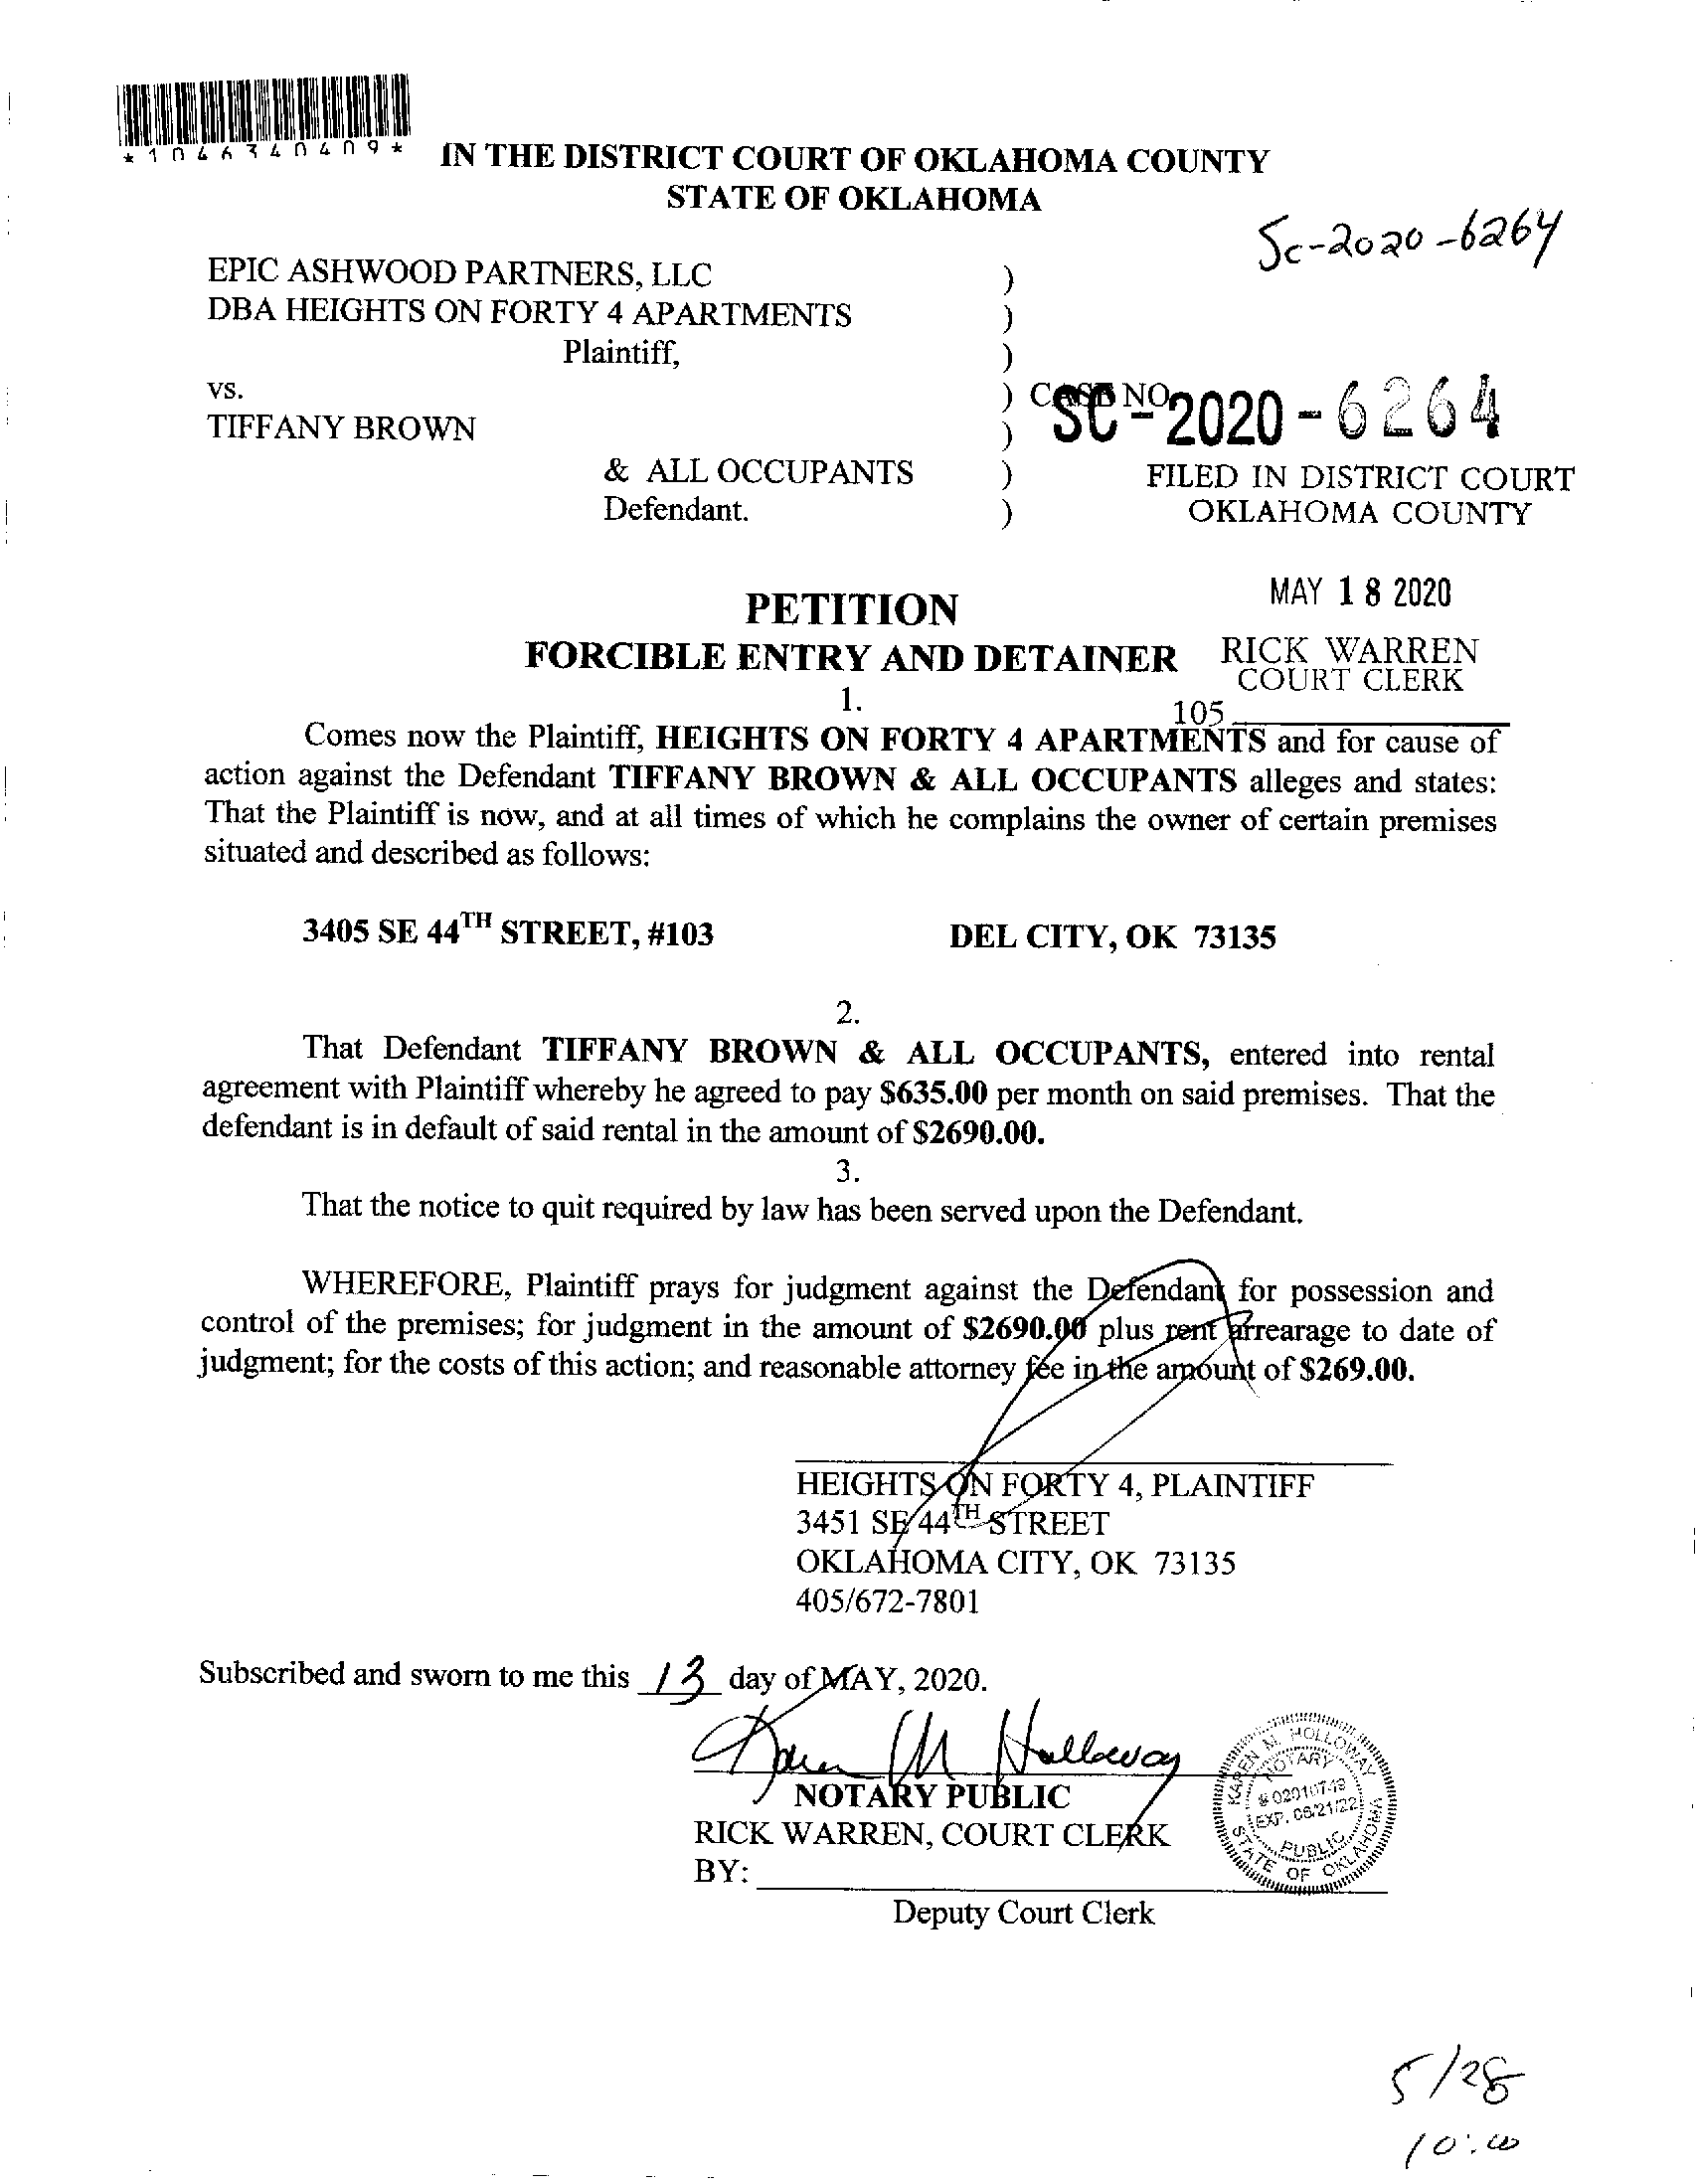 *1046340409*
IN THE DISTRICT COURT OF OKLAHOMA COUNTY
STATE OF OKLAHOMA
SC-2020-6264
EPIC ASHWOOD PARTNERS, LLC )
DBA HEIGHTS ON FORTY 4 APARTMENTS )
Plaintiff, )
vs. ) CASE NO. SC-2020-6264
TIFFANY BROWN )
& ALL OCCUPANTS ) FILED IN DISTRICT COURT
Defendant. ) OKLAHOMA COUNTY
MAY 18 2020
PETITION
FORCIBLE ENTRY AND DETAINER
RICK WARREN
COURT CLERK
1.
105
Comes now the Plaintiff, HEIGHTS ON FORTY 4 APARTMENTS and for cause of
action against the Defendant TIFFANY BROWN & ALL OCCUPANTS alleges and states:
That the Plaintiff is now, and at all times of which he complains the owner of certain premises
situated and described as follows:
3405 SE 44TH STREET, #103 DEL CITY, OK 73135
2.
That Defendant TIFFANY BROWN & ALL OCCUPANTS, entered into rental
agreement with Plaintiff whereby he agreed to pay $635.00 per month on said premises. That the
defendant is in default of said rental in the amount of $2690.00.
3.
That the notice to quit required by law has been served upon the Defendant.
WHEREFORE, Plaintiff prays for judgment against the Defendant for possession and
control of the premises; for judgment in the amount of $2690.00 plus rent arrearage to date of
judgment; for the costs of this action; and reasonable attorney fee in the amount of $269.00.
HEIGHTS ON FORTY 4, PLAINTIFF
3451 SE 44TH STREET
OKLAHOMA CITY, OK 73135
405/672-7801
Subscribed and sworn to me this 13 day of MAY, 2020.
Karen M Holloway
NOTARY PUBLIC
RICK WARREN, COURT CLERK
BY:
Deputy Court Clerk
KAREN M. HOLLOWAY
NOTARY
# 02010749
EXP. 06/21/22
PUBLIC
STATE OF OKLAHOMA
5/28
10:00